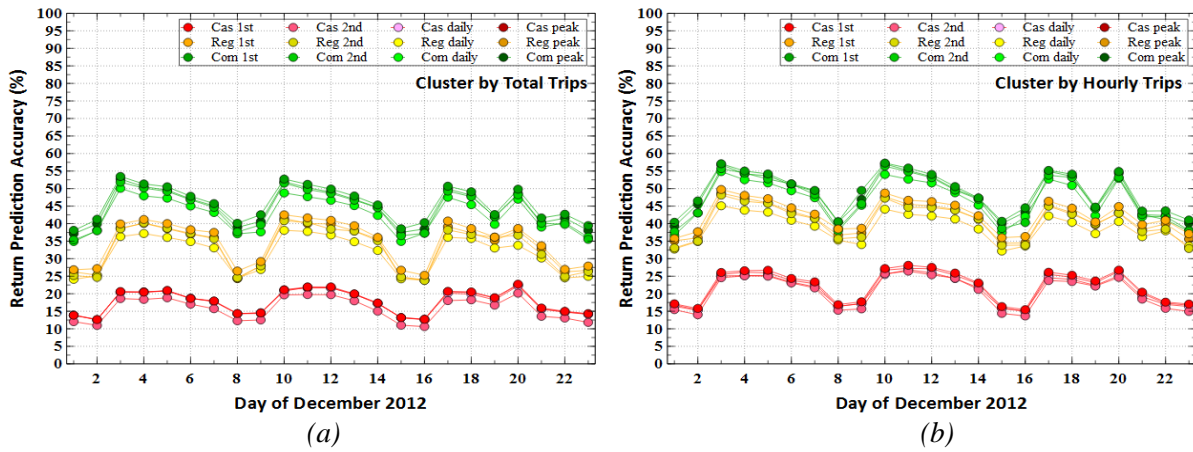 Return Prediction Accuracy (%)
100
95
90
85
80
75
70
65
60
55
50
45
40
35
30
25
20
15
10
5
0
Cas 1st Cas 2nd Cas daily Cas peak
Reg 1st Reg 2nd Reg daily Reg peak
Com 1st Com 2nd Com daily Com peak
Cluster by Total Trips
2 4 6 8 10 12 14 16 18 20 22
Day of December 2012
(a)
Return Prediction Accuracy (%)
100
95
90
85
80
75
70
65
60
55
50
45
40
35
30
25
20
15
10
5
0
Cas 1st Cas 2nd Cas daily Cas peak
Reg 1st Reg 2nd Reg daily Reg peak
Com 1st Com 2nd Com daily Com peak
Cluster by Hourly Trips
2 4 6 8 10 12 14 16 18 20 22
Day of December 2012
(b)